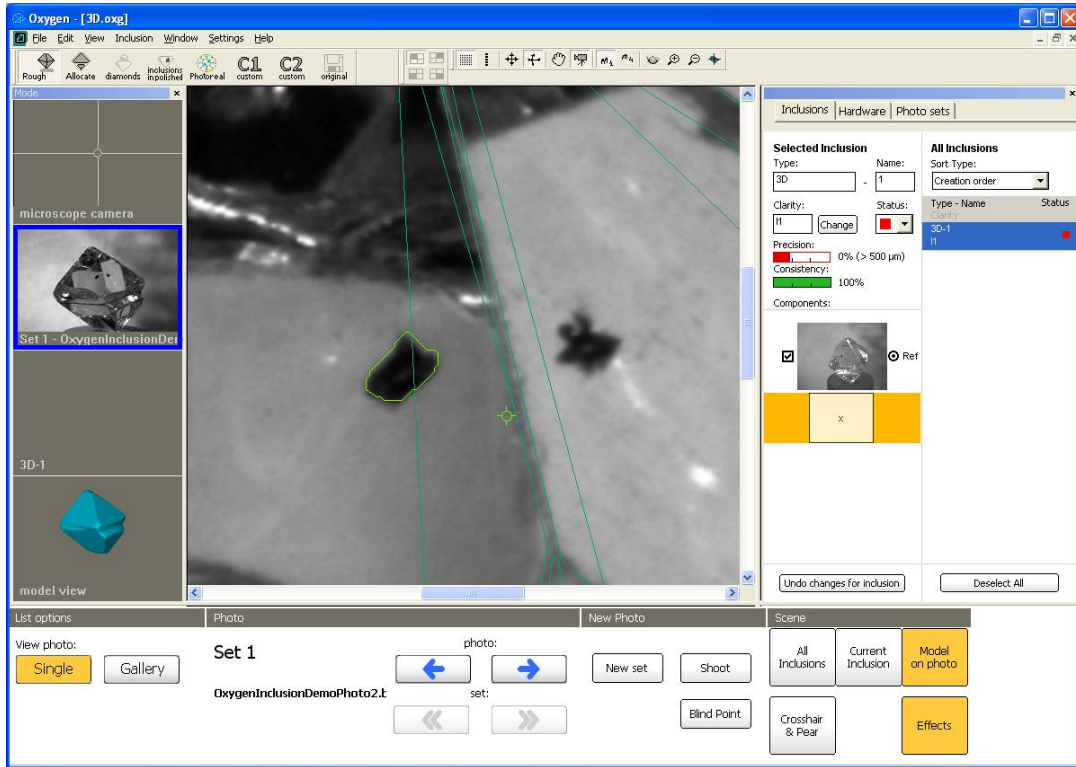 Oxygen - [3D.oxg]
File Edit View Inclusion Window Settings Help
Rough
Allocate
diamonds
inclusions
inpolished
Photoreal
C1
custom
C2
custom
original
Mode
microscope camera
Set 1 - OxygenInclusionDe
3D-1
model view
Inclusions
Hardware
Photo sets
Selected Inclusion
Type:
Name:
3D
-
1
Clarity:
Status:
I1
Change
Precision:
0% (> 500 µm)
Consistency:
100%
Components:
Ref
x
Undo changes for inclusion
All Inclusions
Sort Type:
Creation order
Type - Name
Status
Clarity
3D-1
I1
Deselect All
List options
View photo:
Single
Gallery
Photo
Set 1
OxygenInclusionDemoPhoto2.b
photo:
set:
New Photo
New set
Shoot
Blind Point
Scene
All
Inclusions
Current
Inclusion
Model
on photo
Crosshair
& Pear
Effects